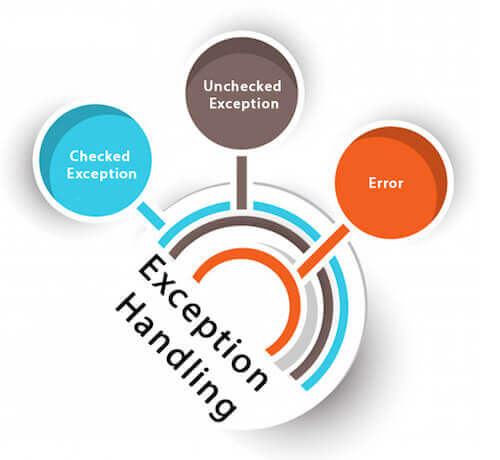 Unchecked
Exception
Checked
Exception
Error
Exception
Handling